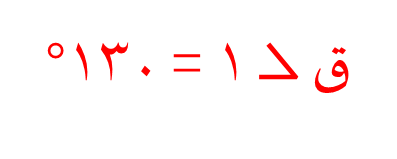 ق ∠ ١ = ١٣٠°